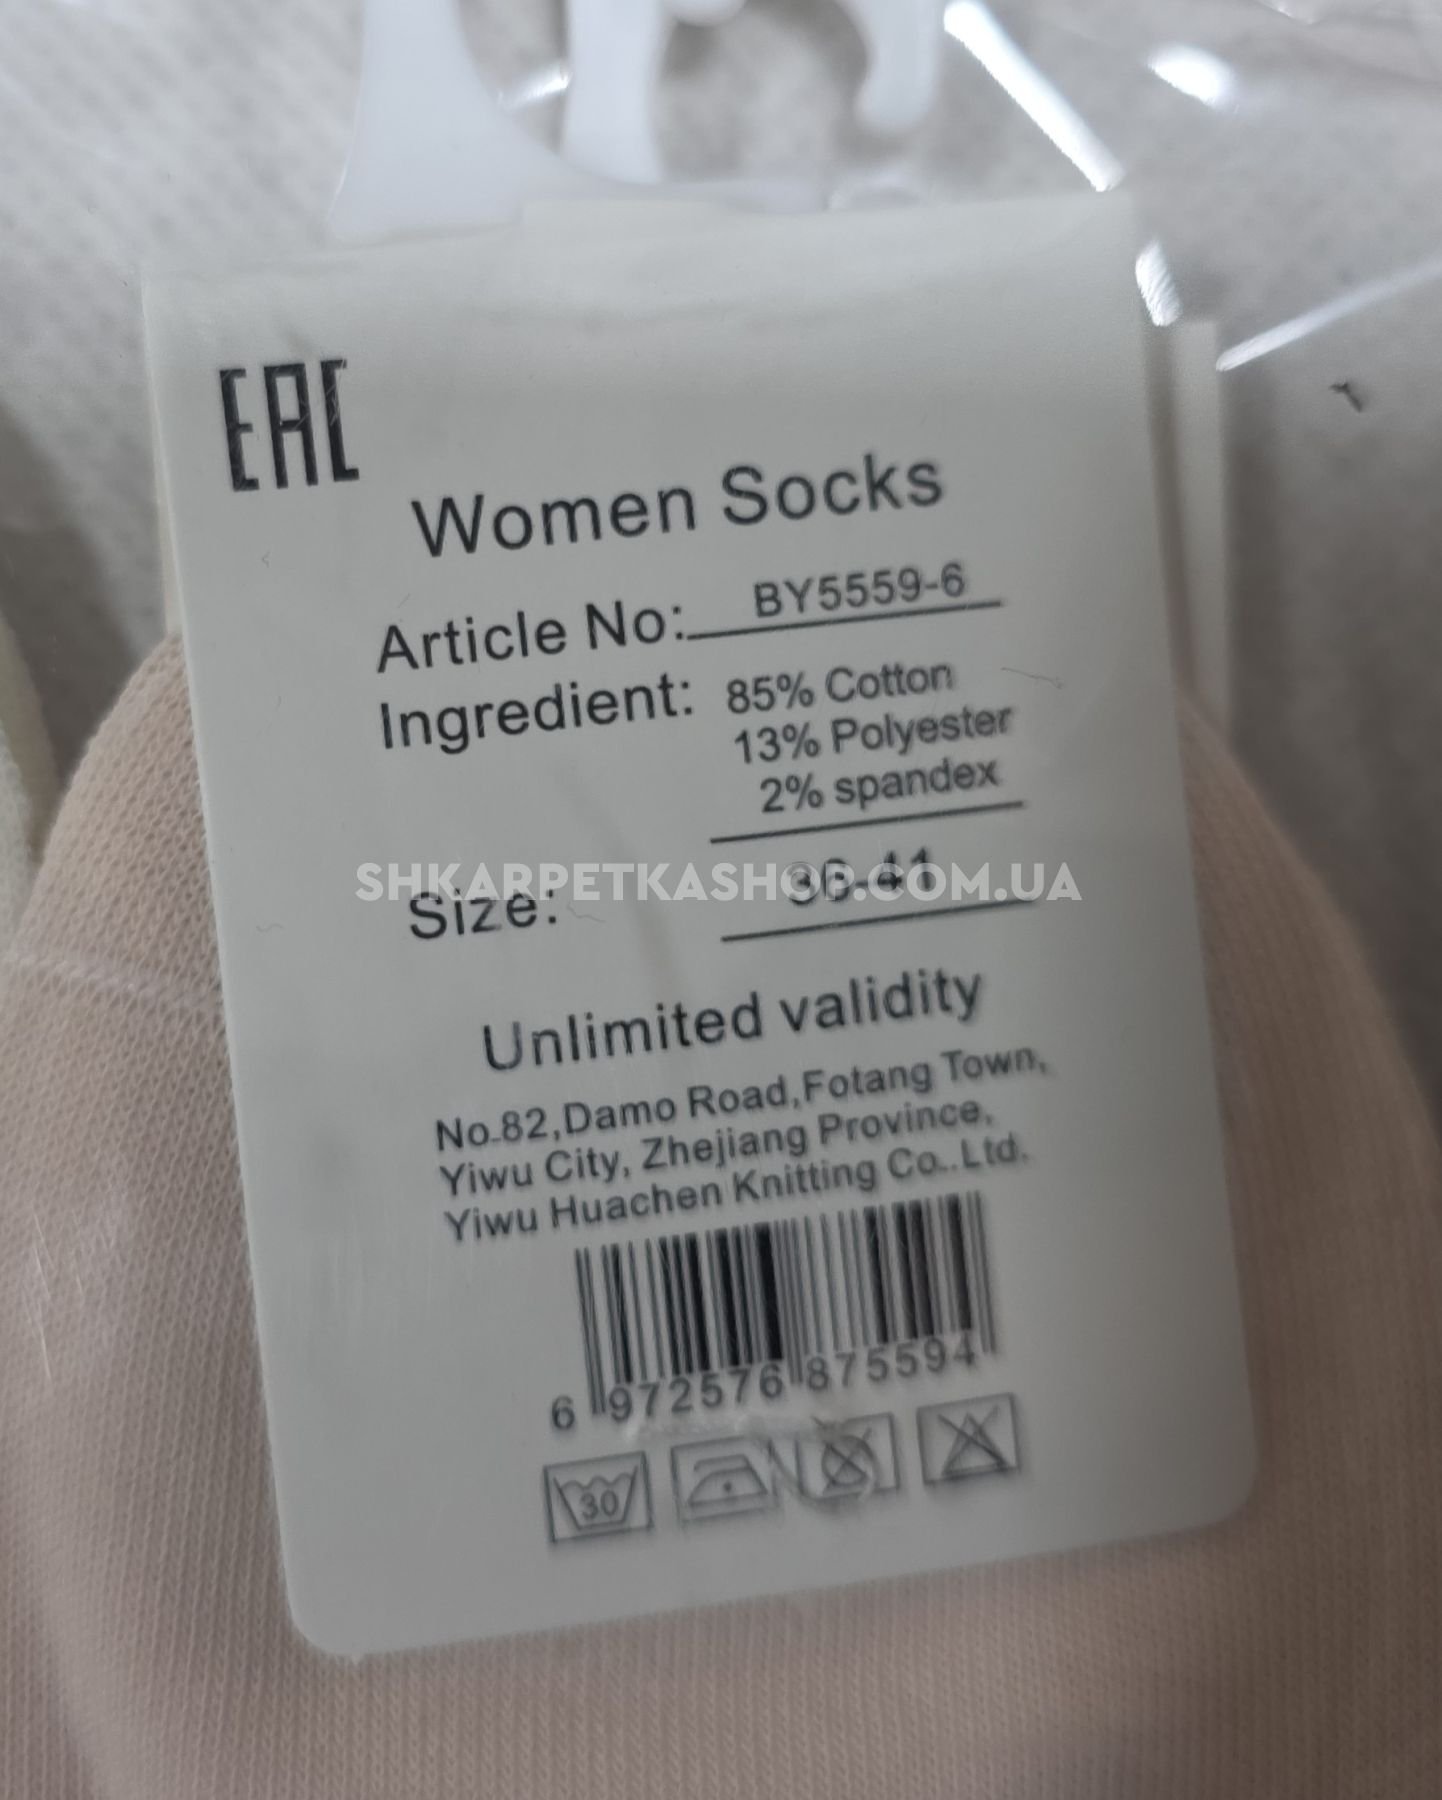 EAC
Women Socks
Article No: BY5559-6
Ingredient: 85% Cotton
13% Polyester
2% spandex
SHKARPETKASHOP.COM.UA
Size: 36-41
Unlimited validity
No.82,Damo Road,Fotang Town,
Yiwu City, Zhejiang Province,
Yiwu Huachen Knitting Co..Ltd.
6 972576 875594
30